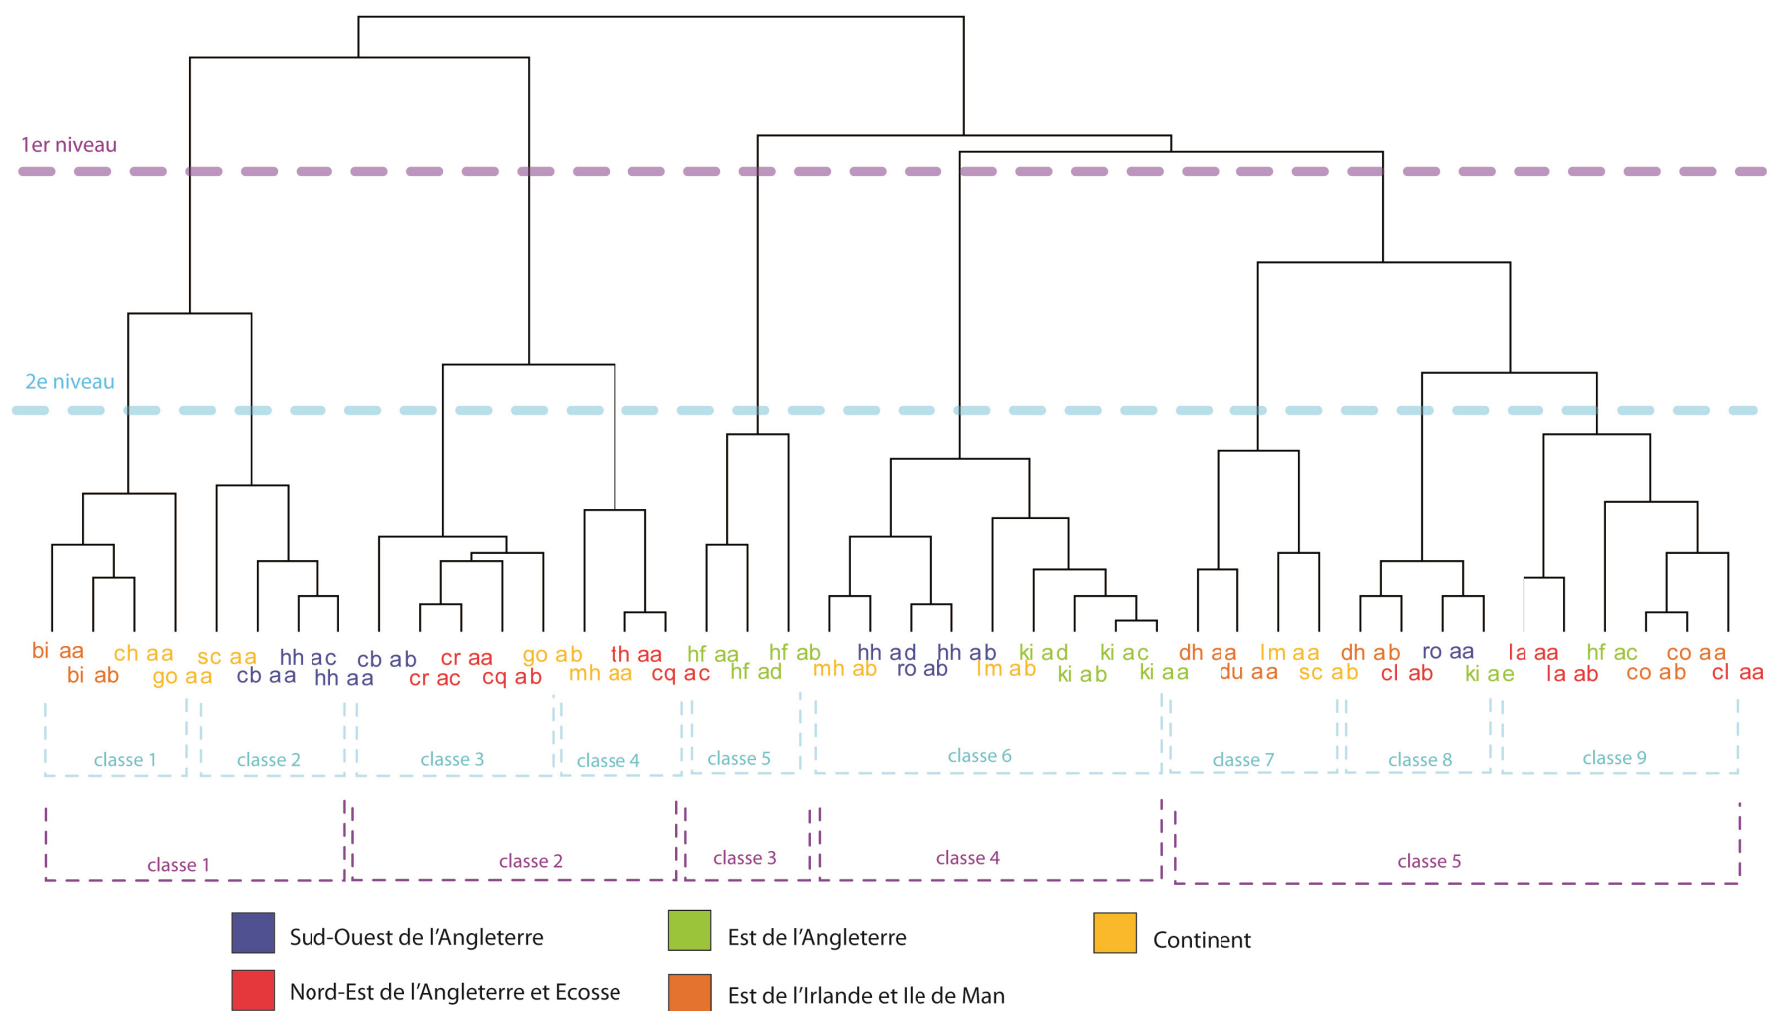 1er niveau
2e niveau
bi aa
bi ab
ch aa
go aa
sc aa
cb aa
hh ac
hh aa
cb ab
cr ac
cr aa
cq ab
go ab
mh aa
th aa
cq ac
hf aa
hf ad
hf ab
mh ab
hh ad
ro ab
hh ab
lm ab
ki ad
ki ab
ki ac
ki aa
dh aa
du aa
lm aa
sc ab
dh ab
cl ab
ro aa
ki ae
la aa
la ab
hf ac
co ab
co aa
cl aa
classe 1
classe 2
classe 3
classe 4
classe 5
classe 6
classe 7
classe 8
classe 9
classe 1
classe 2
classe 3
classe 4
classe 5
Sud-Ouest de l'Angleterre
Est de l'Angleterre
Continent
Nord-Est de l'Angleterre et Ecosse
Est de l'Irlande et Ile de Man